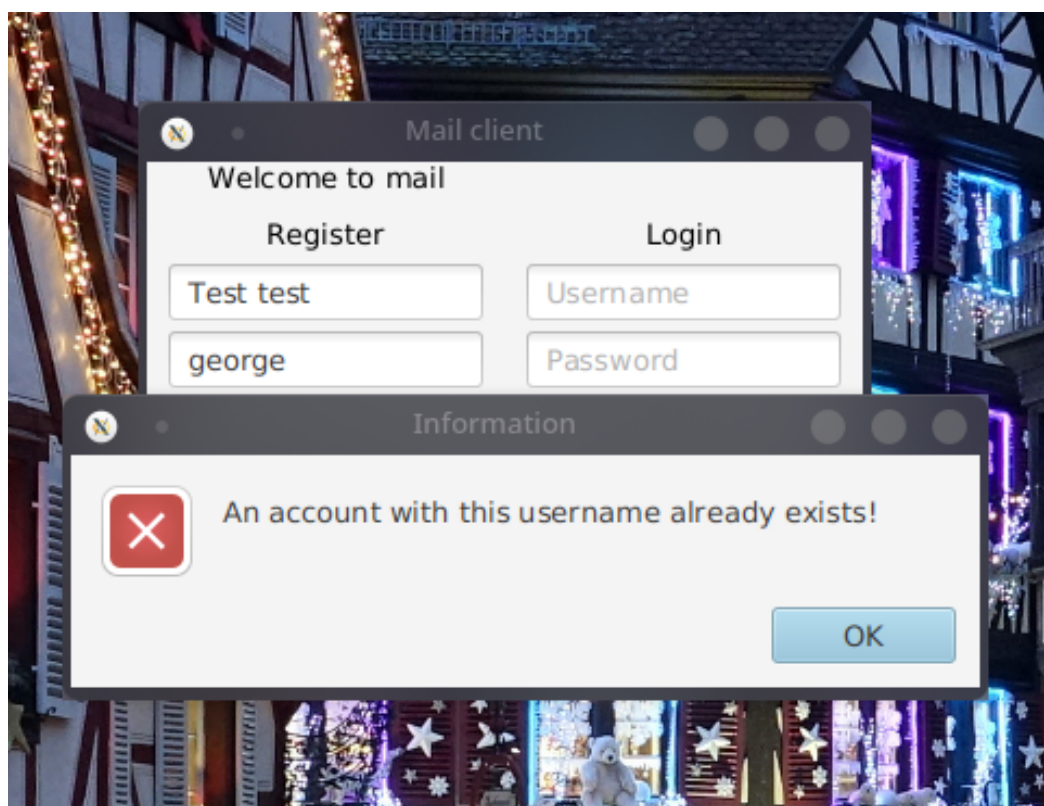 Mail client
Welcome to mail
Register
Login
Test test
Username
george
Password
Information
An account with this username already exists!
OK